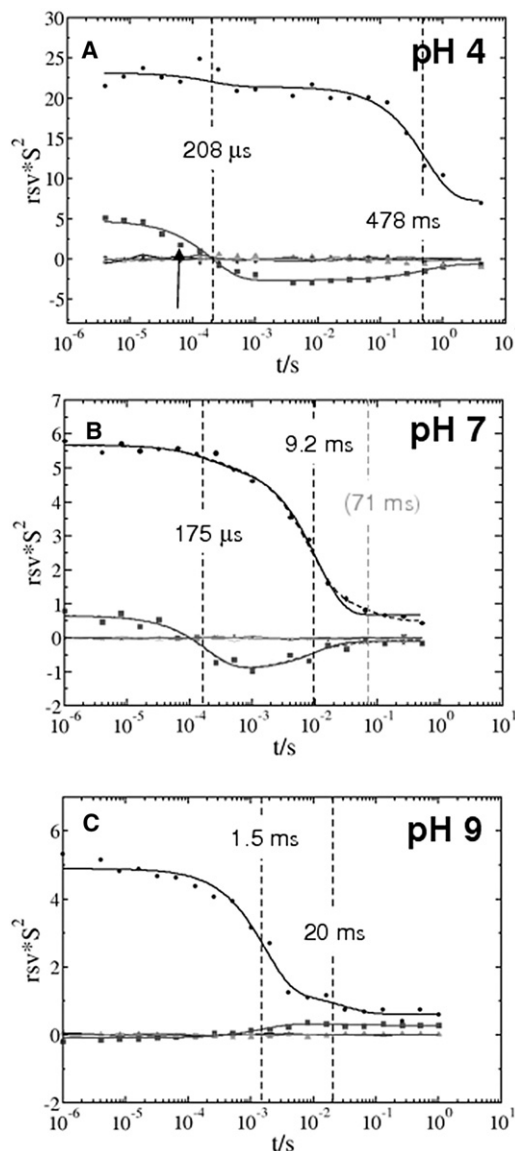 A
pH 4
30
25
20
15
10
5
0
-5
rsv*S²
208 µs
478 ms
10⁻⁶ 10⁻⁵ 10⁻⁴ 10⁻³ 10⁻² 10⁻¹ 10⁰ 10¹
t/s
B
pH 7
7
6
5
4
3
2
1
0
-1
-2
rsv*S²
9.2 ms
(71 ms)
175 µs
10⁻⁶ 10⁻⁵ 10⁻⁴ 10⁻³ 10⁻² 10⁻¹ 10⁰ 10¹
t/s
C
pH 9
6
4
2
0
-2
rsv*S²
1.5 ms
20 ms
10⁻⁶ 10⁻⁵ 10⁻⁴ 10⁻³ 10⁻² 10⁻¹ 10⁰ 10¹
t/s